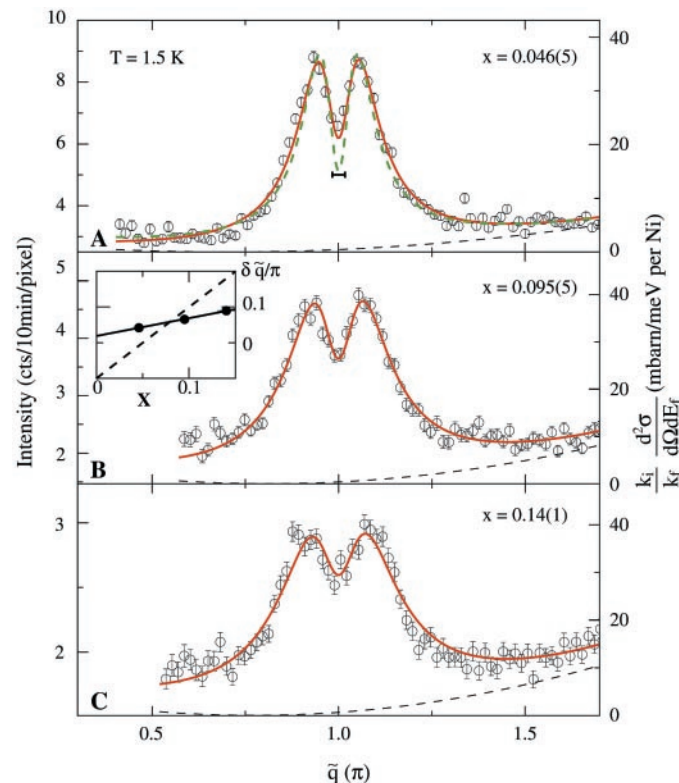 10
8
6
4
T = 1.5 K
x = 0.046(5)
A
40
20
0
5
4
3
2
x = 0.095(5)
δ q̃/π
0.1
0
0
0.1
X
B
40
20
0
3
2
x = 0.14(1)
C
40
20
0
0.5
1.0
1.5
q̃ (π)
Intensity (cts/10min/pixel)
k_i/k_f d²σ/dΩdE_f (mbarn/meV per Ni)